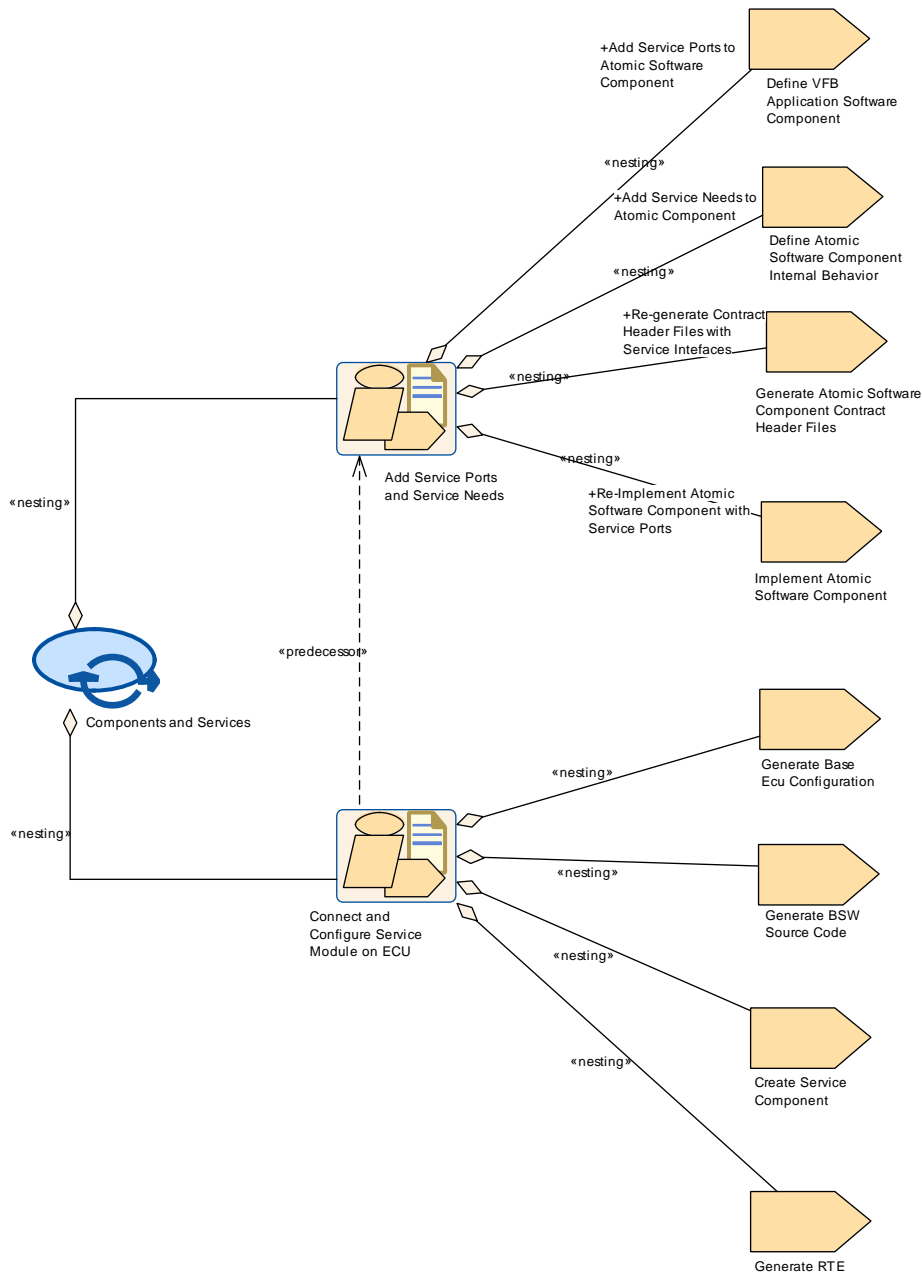 +Add Service Ports to
Atomic Software
Component
Define VFB
Application Software
Component
«nesting»
+Add Service Needs to
Atomic Component
Define Atomic
Software Component
Internal Behavior
«nesting»
+Re-generate Contract
Header Files with
Service Intefaces
«nesting»
Generate Atomic Software
Component Contract
Header Files
«nesting»
Add Service Ports
and Service Needs
+Re-Implement Atomic
Software Component with
Service Ports
Implement Atomic
Software Component
«nesting»
«predecessor»
Components and Services
«nesting»
Generate Base
Ecu Configuration
«nesting»
Connect and
Configure Service
Module on ECU
«nesting»
Generate BSW
Source Code
«nesting»
Create Service
Component
«nesting»
Generate RTE